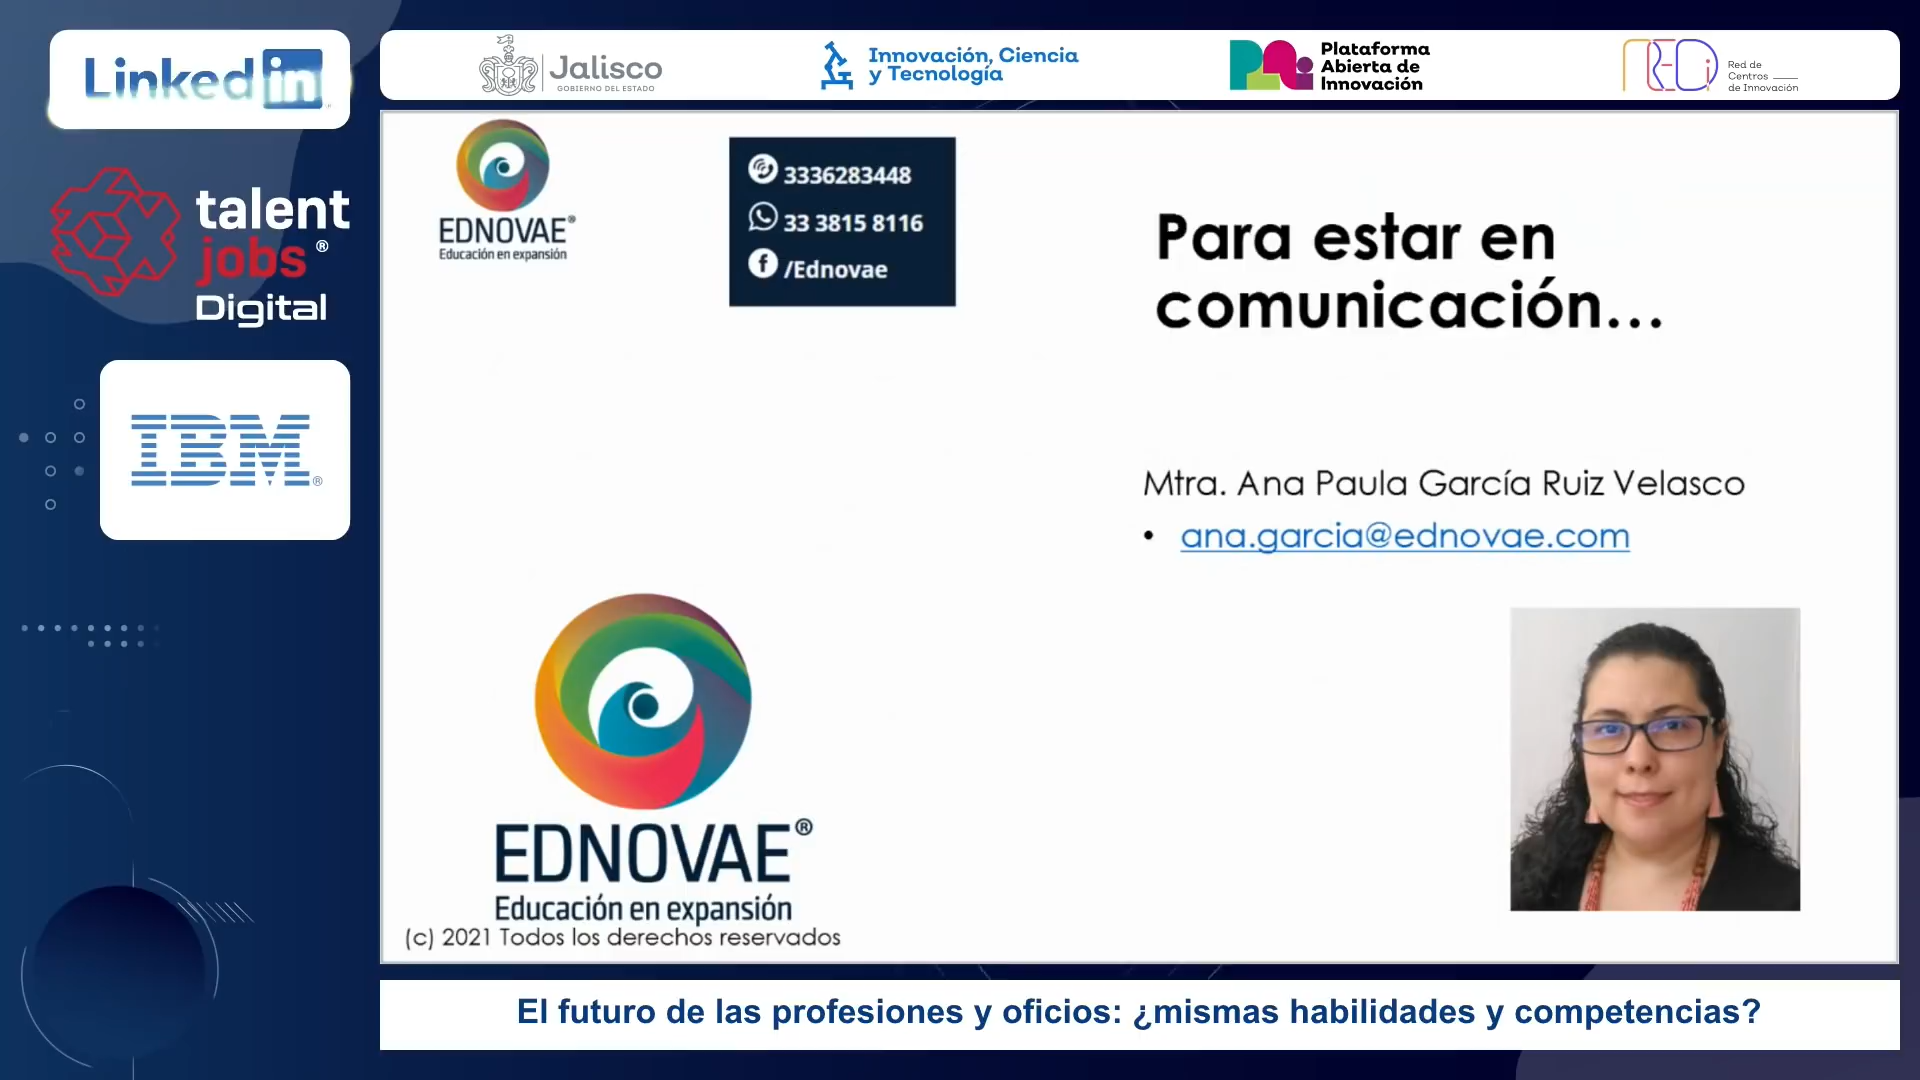 Linked in
talent
jobs ®
Digital
IBM ®
Jalisco
GOBIERNO DEL ESTADO
Innovación, Ciencia
y Tecnología
Plataforma
Abierta de
Innovación
REDi
Red de
Centros
de Innovación
EDNOVAE®
Educación en expansión
3336283448
33 3815 8116
/Ednovae
Para estar en
comunicación...
Mtra. Ana Paula García Ruiz Velasco
• ana.garcia@ednovae.com
EDNOVAE®
Educación en expansión
(c) 2021 Todos los derechos reservados
El futuro de las profesiones y oficios: ¿mismas habilidades y competencias?